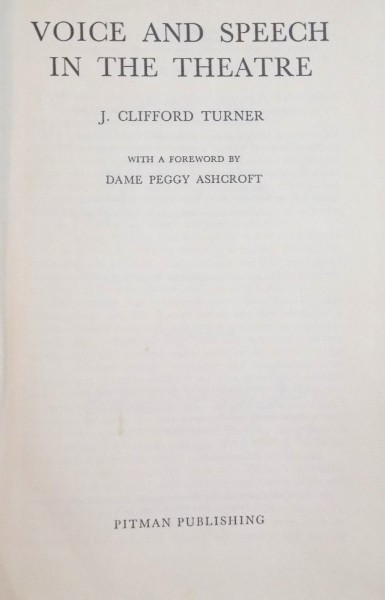 VOICE AND SPEECH
IN THE THEATRE
J. CLIFFORD TURNER
WITH A FOREWORD BY
DAME PEGGY ASHCROFT
PITMAN PUBLISHING